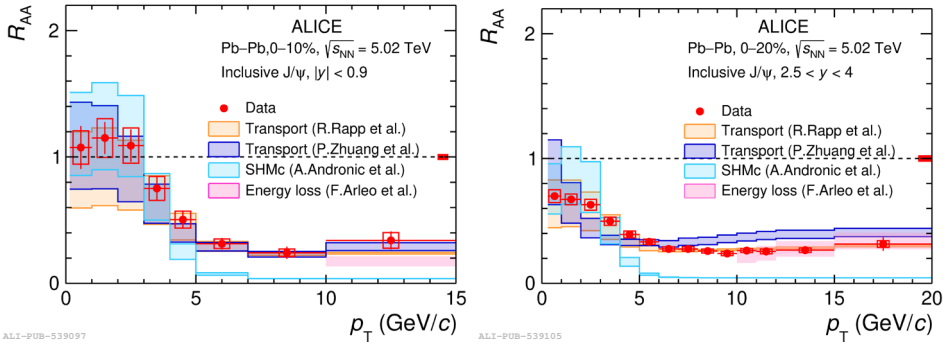 R_AA
ALICE
Pb–Pb,0–10%, √s_NN = 5.02 TeV
Inclusive J/ψ, |y| < 0.9
Data
Transport (R.Rapp et al.)
Transport (P.Zhuang et al.)
SHMc (A.Andronic et al.)
Energy loss (F.Arleo et al.)
2
1
0
0 5 10 15
p_T (GeV/c)
ALI-PUB-539097
R_AA
ALICE
Pb–Pb, 0–20%, √s_NN = 5.02 TeV
Inclusive J/ψ, 2.5 < y < 4
Data
Transport (R.Rapp et al.)
Transport (P.Zhuang et al.)
SHMc (A.Andronic et al.)
Energy loss (F.Arleo et al.)
2
1
0
0 5 10 15 20
p_T (GeV/c)
ALI-PUB-539105